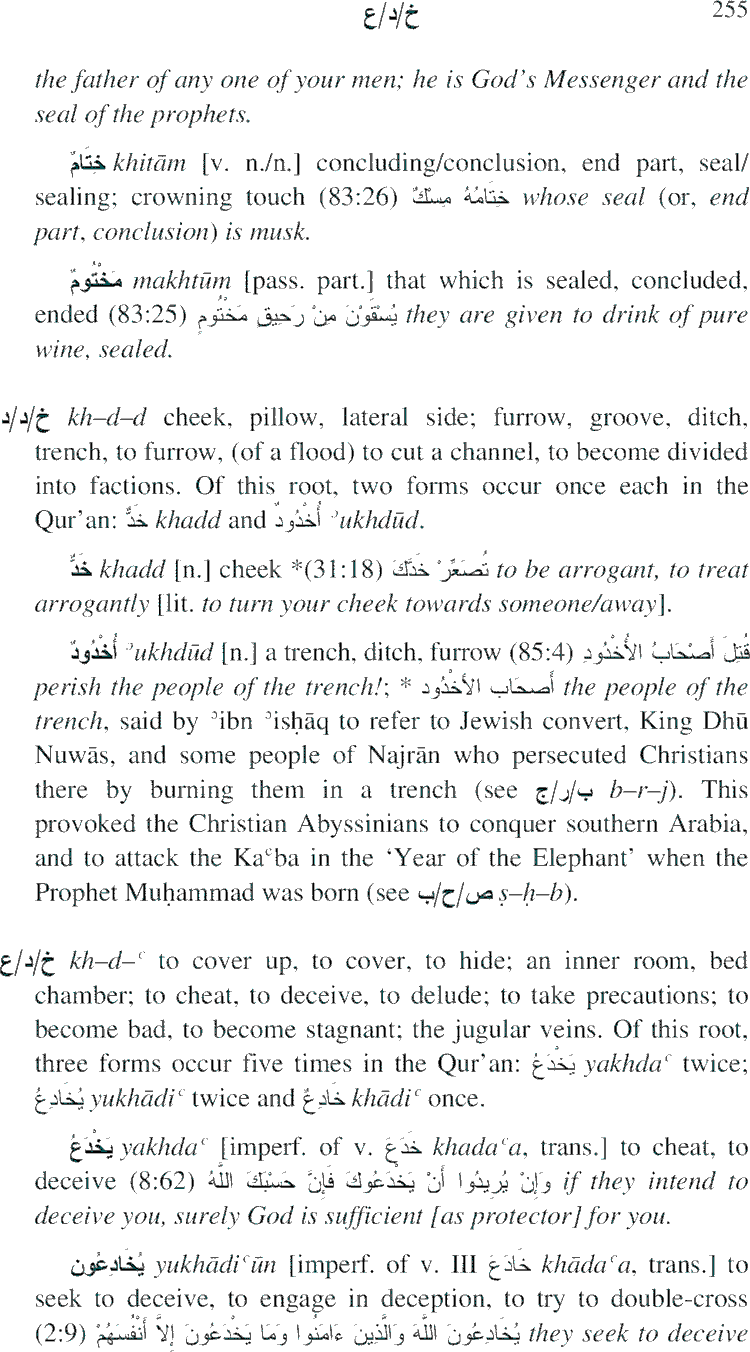 خ/د/ع 255
the father of any one of your men; he is God's Messenger and the
seal of the prophets.
خِتَامٌ khitām [v. n./n.] concluding/conclusion, end part, seal/
sealing; crowning touch (83:26) خِتَامُهُ مِسْكٌ whose seal (or, end
part, conclusion) is musk.
مَخْتُومٌ makhtūm [pass. part.] that which is sealed, concluded,
ended (83:25) يُسْقَوْنَ مِنْ رَحِيقٍ مَخْتُومٍ they are given to drink of pure
wine, sealed.
خ/د/د kh–d–d cheek, pillow, lateral side; furrow, groove, ditch,
trench, to furrow, (of a flood) to cut a channel, to become divided
into factions. Of this root, two forms occur once each in the
Qur'an: خَدٌّ khadd and أُخْدُودٌ ʾukhdūd.
خَدٌّ khadd [n.] cheek *(31:18) تُصَعِّرْ خَدَّكَ to be arrogant, to treat
arrogantly [lit. to turn your cheek towards someone/away].
أُخْدُودٌ ʾukhdūd [n.] a trench, ditch, furrow (85:4) قُتِلَ أَصْحَابُ الأُخْدُودِ
perish the people of the trench!; * أصحَاب الأخْدُود the people of the
trench, said by ʾibn ʾisḥāq to refer to Jewish convert, King Dhū
Nuwās, and some people of Najrān who persecuted Christians
there by burning them in a trench (see ب/ر/ج b–r–j). This
provoked the Christian Abyssinians to conquer southern Arabia,
and to attack the Kaʿba in the ‘Year of the Elephant’ when the
Prophet Muḥammad was born (see ص/ح/ب ṣ–ḥ–b).
خ/د/ع kh–d–ʿ to cover up, to cover, to hide; an inner room, bed
chamber; to cheat, to deceive, to delude; to take precautions; to
become bad, to become stagnant; the jugular veins. Of this root,
three forms occur five times in the Qur'an: يَخْدَعُ yakhdaʿ twice;
يُخَادِعُ yukhādiʿ twice and خَادِعٌ khādiʿ once.
يَخْدَعُ yakhdaʿ [imperf. of v. خَدَعَ khadaʿa, trans.] to cheat, to
deceive (8:62) وَإِنْ يُرِيدُوا أَنْ يَخْدَعُوكَ فَإِنَّ حَسْبَكَ اللَّهُ if they intend to
deceive you, surely God is sufficient [as protector] for you.
يُخَادِعُون yukhādiʿūn [imperf. of v. III خَادَعَ khādaʿa, trans.] to
seek to deceive, to engage in deception, to try to double-cross
(2:9) يُخَادِعُونَ اللَّهَ وَالَّذِينَ ءَامَنُوا وَمَا يَخْدَعُونَ إِلاَّ أَنْفُسَهُمْ they seek to deceive